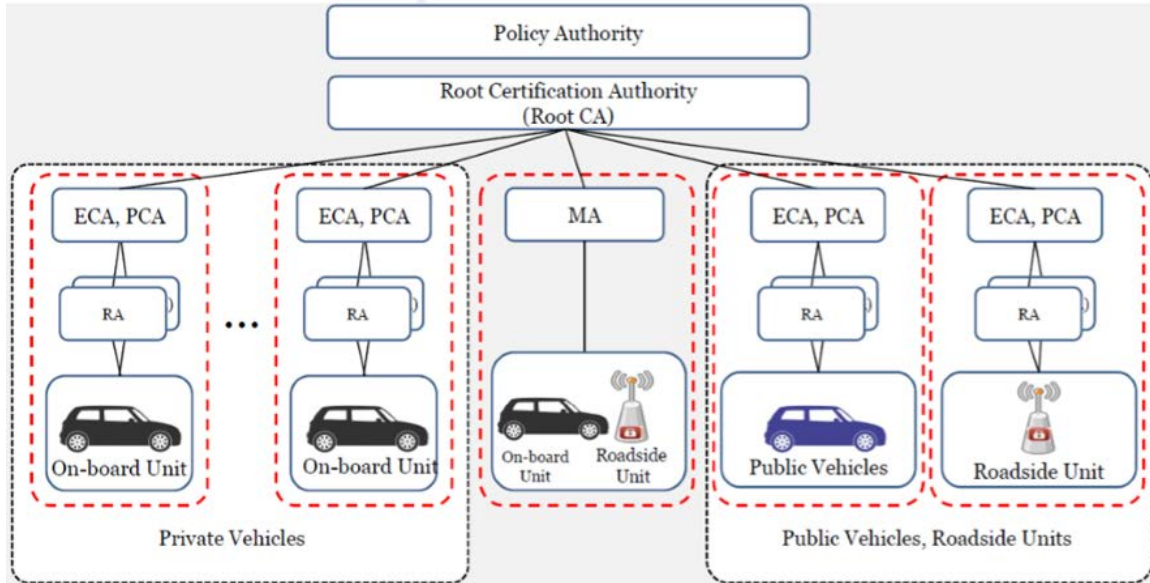 Policy Authority
Root Certification Authority
(Root CA)
ECA, PCA
ECA, PCA
MA
ECA, PCA
ECA, PCA
RA
...
RA
RA
RA
On-board Unit
On-board Unit
On-board
Unit
Roadside
Unit
Public Vehicles
Roadside Unit
Private Vehicles
Public Vehicles, Roadside Units